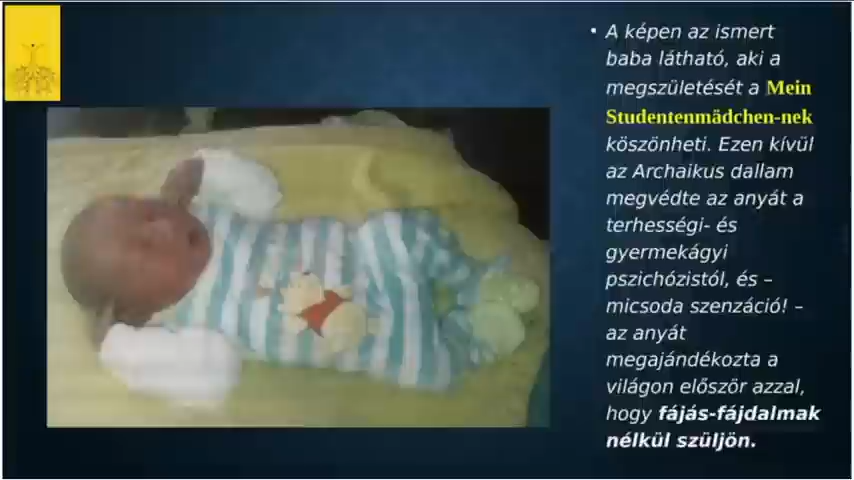 • A képen az ismert
baba látható, aki a
megszületését a Mein
Studentenmädchen-nek
köszönheti. Ezen kívül
az Archaikus dallam
megvédte az anyát a
terhességi- és
gyermekágyi
pszichózistól, és –
micsoda szenzáció! –
az anyát
megajándékozta a
világon először azzal,
hogy fájás-fájdalmak
nélkül szüljön.